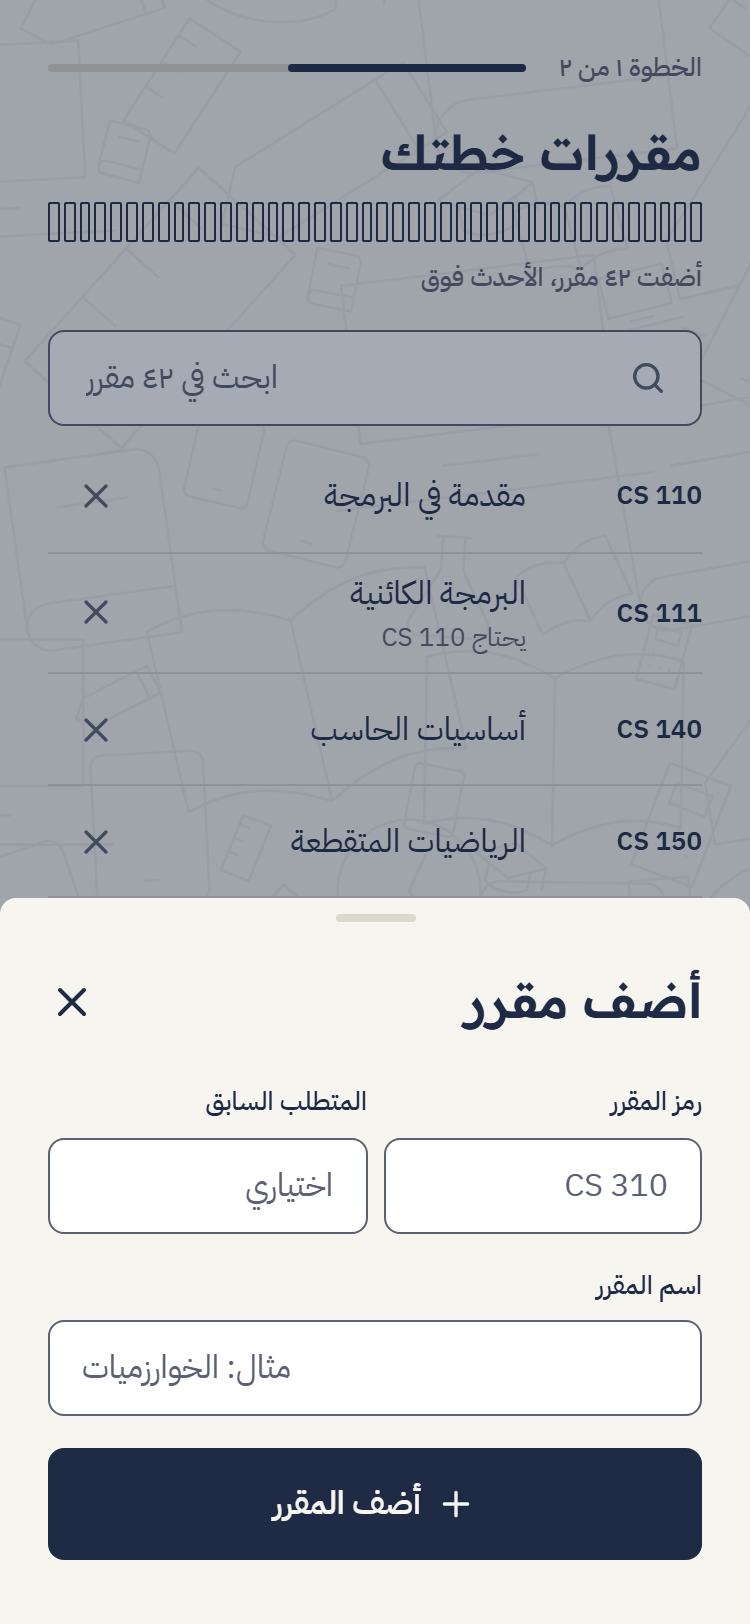 الخطوة ١ من ٢
مقررات خطتك
أضفت ٤٢ مقرر، الأحدث فوق
ابحث في ٤٢ مقرر
CS 110 مقدمة في البرمجة
CS 111 البرمجة الكائنية
يحتاج CS 110
CS 140 أساسيات الحاسب
CS 150 الرياضيات المتقطعة
أضف مقرر
رمز المقرر المتطلب السابق
CS 310 اختياري
اسم المقرر
مثال: الخوارزميات
أضف المقرر